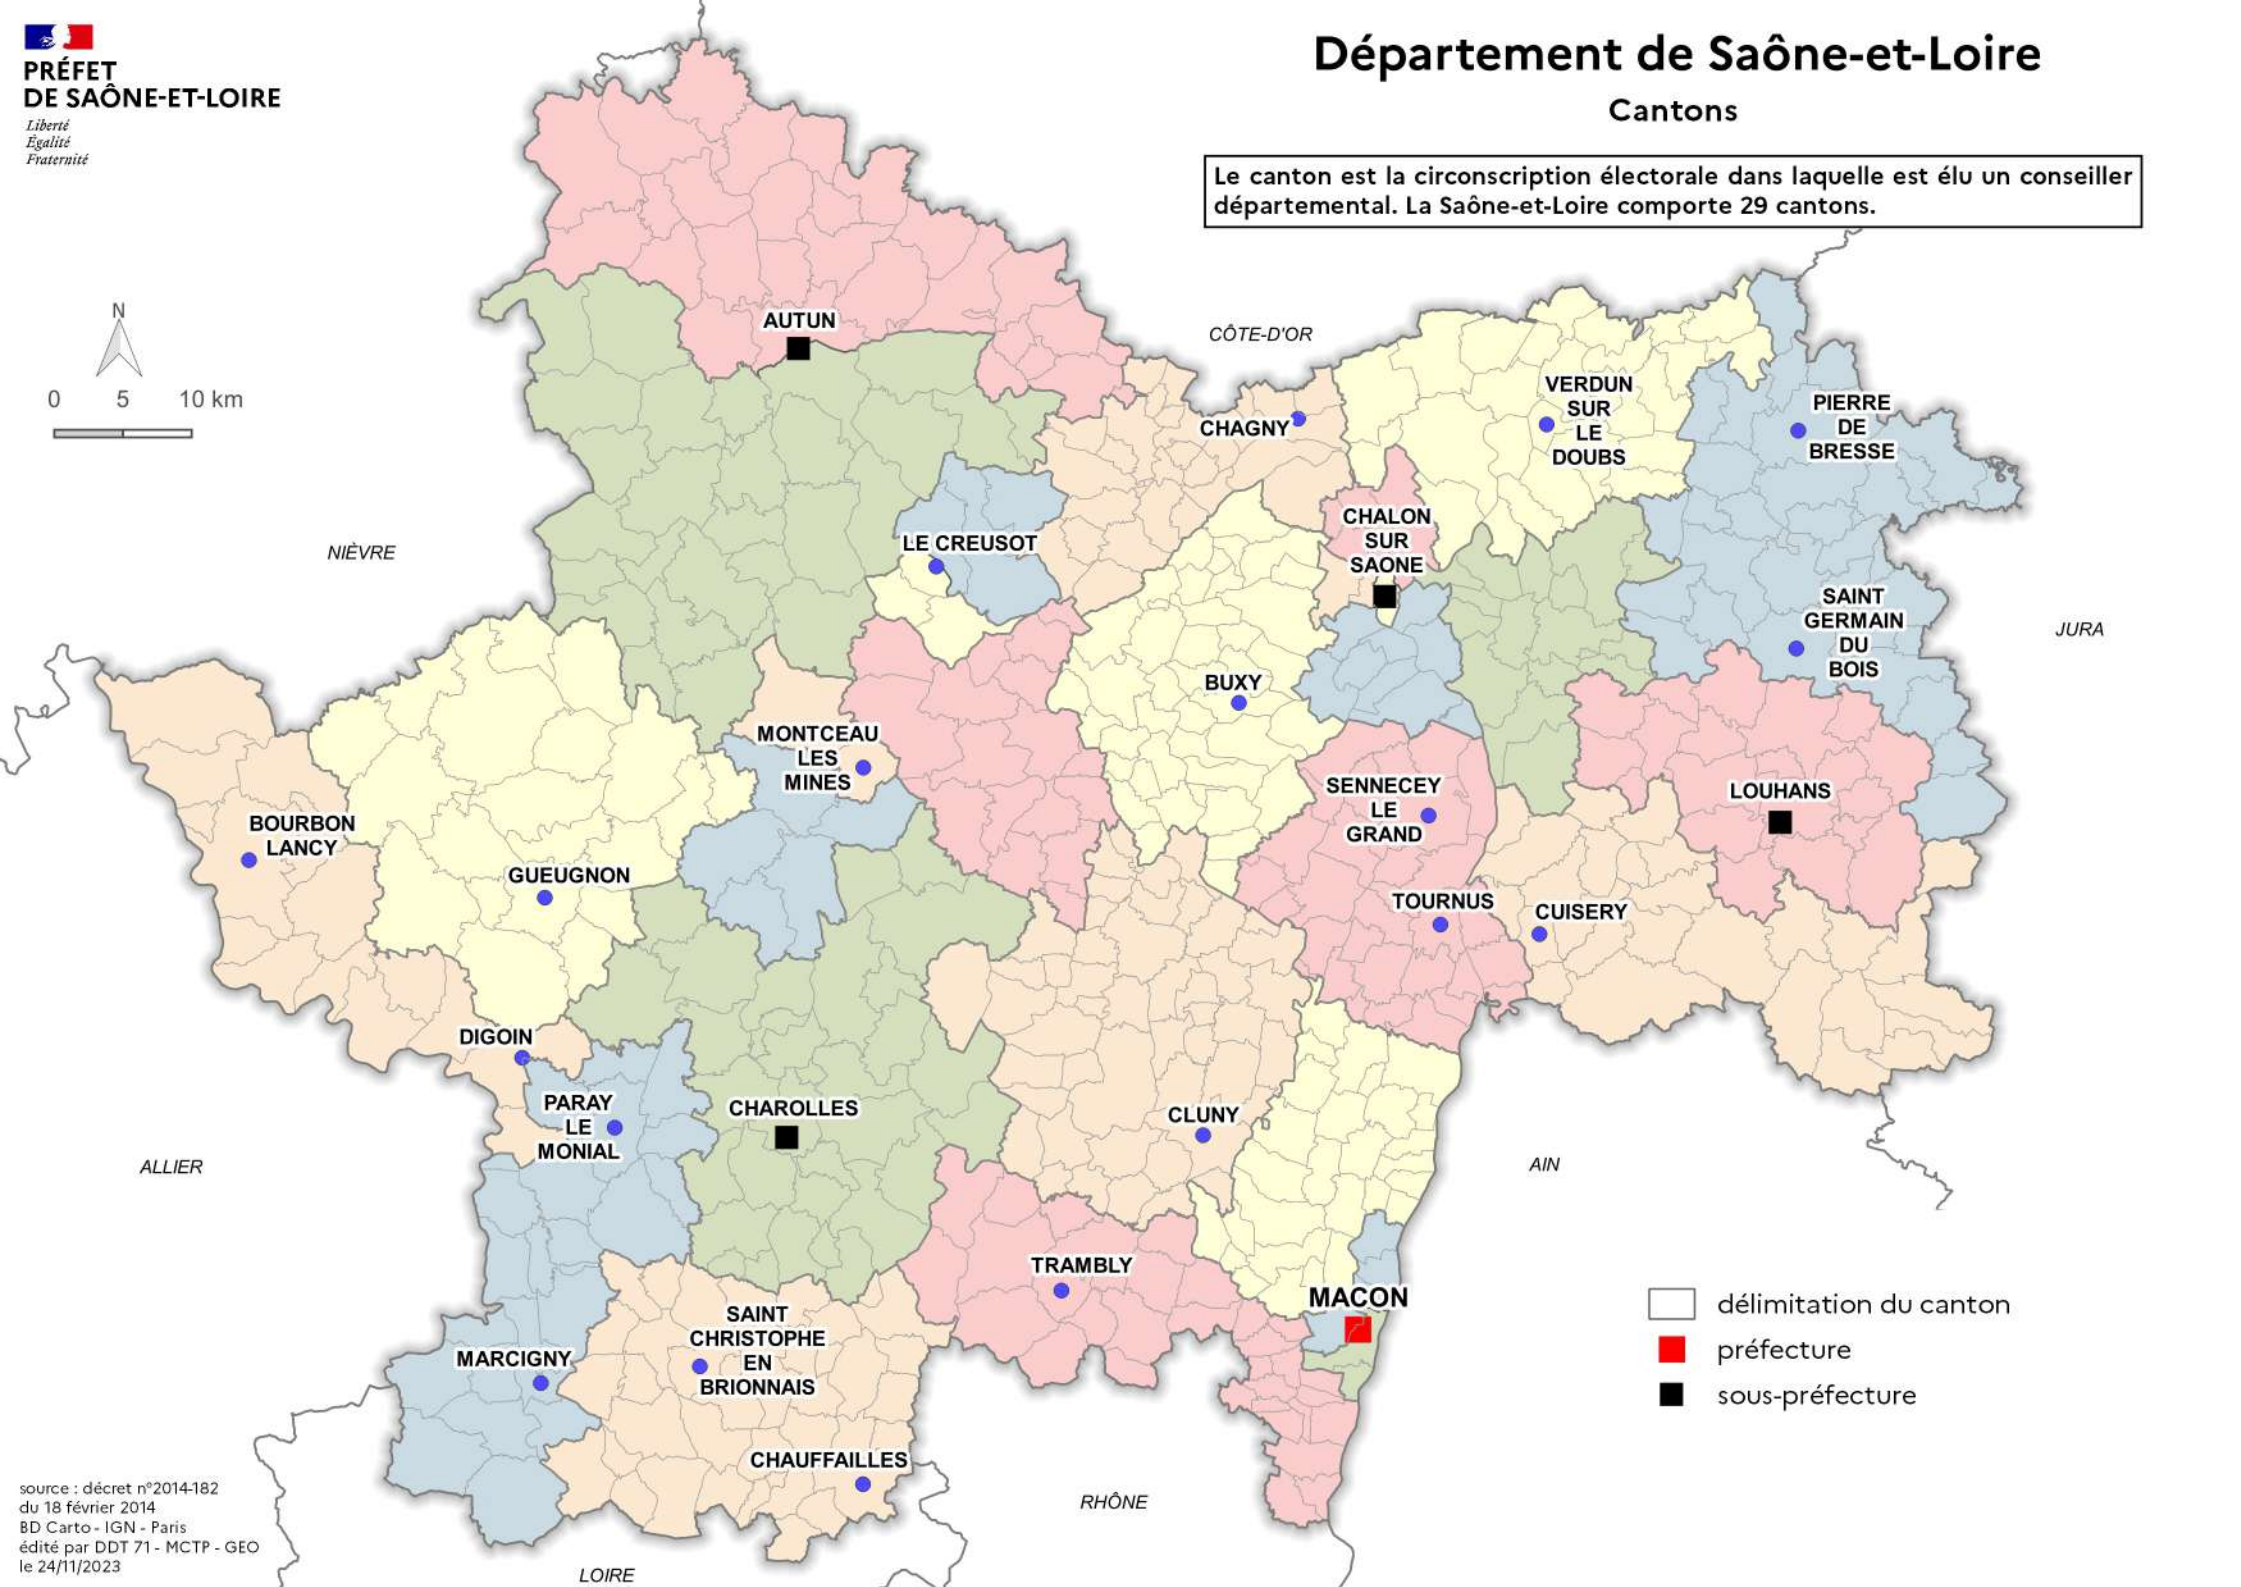 PRÉFET
DE SAÔNE-ET-LOIRE
Liberté
Égalité
Fraternité
Département de Saône-et-Loire
Cantons
Le canton est la circonscription électorale dans laquelle est élu un conseiller
départemental. La Saône-et-Loire comporte 29 cantons.
N
0 5 10 km
AUTUN
CÔTE-D'OR
CHAGNY
VERDUN
SUR
LE
DOUBS
PIERRE
DE
BRESSE
NIÈVRE
LE CREUSOT
CHALON
SUR
SAONE
SAINT
GERMAIN
DU
BOIS
JURA
BUXY
MONTCEAU
LES
MINES
SENNECEY
LE
GRAND
LOUHANS
BOURBON
LANCY
GUEUGNON
TOURNUS
CUISERY
DIGOIN
PARAY
LE
MONIAL
CHAROLLES
CLUNY
ALLIER
AIN
TRAMBLY
MACON
SAINT
CHRISTOPHE
EN
BRIONNAIS
MARCIGNY
CHAUFFAILLES
RHÔNE
LOIRE
délimitation du canton
préfecture
sous-préfecture
source : décret n°2014-182
du 18 février 2014
BD Carto - IGN - Paris
édité par DDT 71 - MCTP - GEO
le 24/11/2023